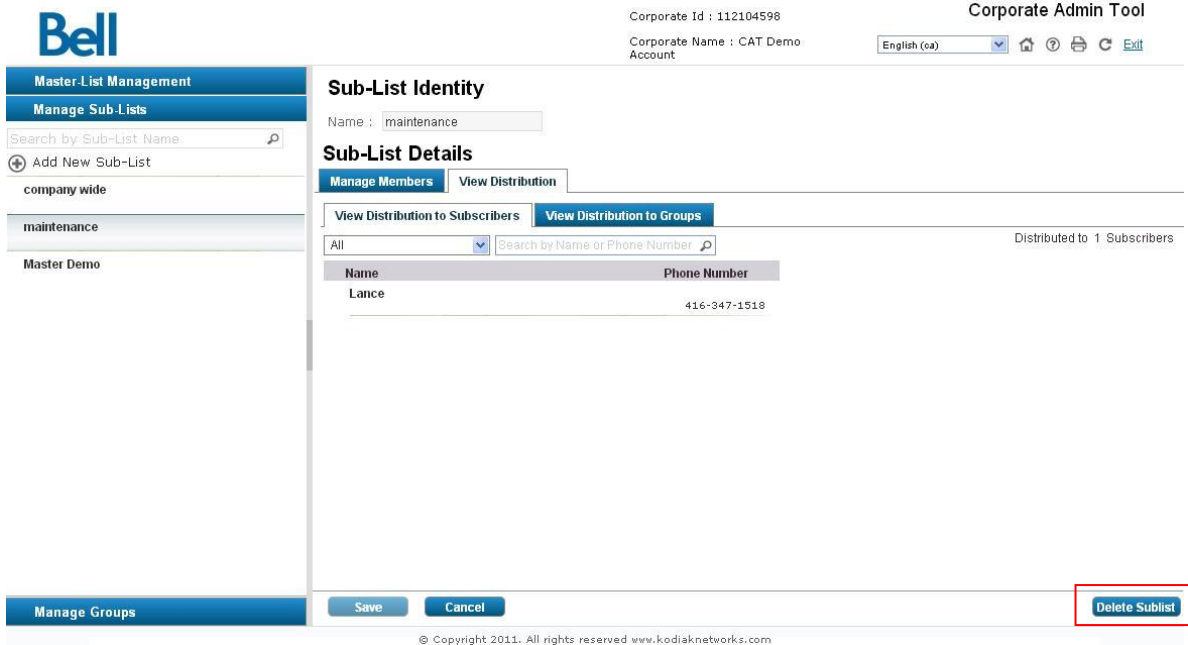 Bell
Corporate Id : 112104598
Corporate Admin Tool
Corporate Name : CAT Demo
Account
English (ca)
Exit
Master-List Management
Manage Sub-Lists
Search by Sub-List Name
Add New Sub-List
company wide
maintenance
Master Demo
Manage Groups
Sub-List Identity
Name : maintenance
Sub-List Details
Manage Members View Distribution
View Distribution to Subscribers View Distribution to Groups
All Search by Name or Phone Number
Distributed to 1 Subscribers
Name Phone Number
Lance
416-347-1518
Save Cancel Delete Sublist
© Copyright 2011. All rights reserved www.kodiaknetworks.com